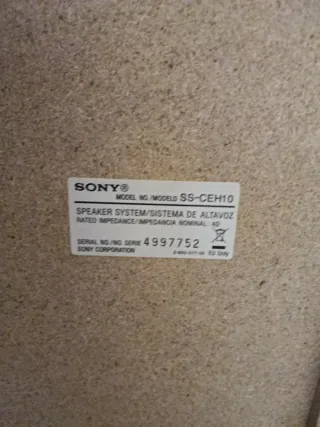 SONY®
MODEL NO./MODELO SS-CEH10
SPEAKER SYSTEM/SISTEMA DE ALTAVOZ
RATED IMPEDANCE/IMPEDANCIA NOMINAL: 4Ω
SERIAL NO./NO. SERIE 4997752
SONY CORPORATION EU Only